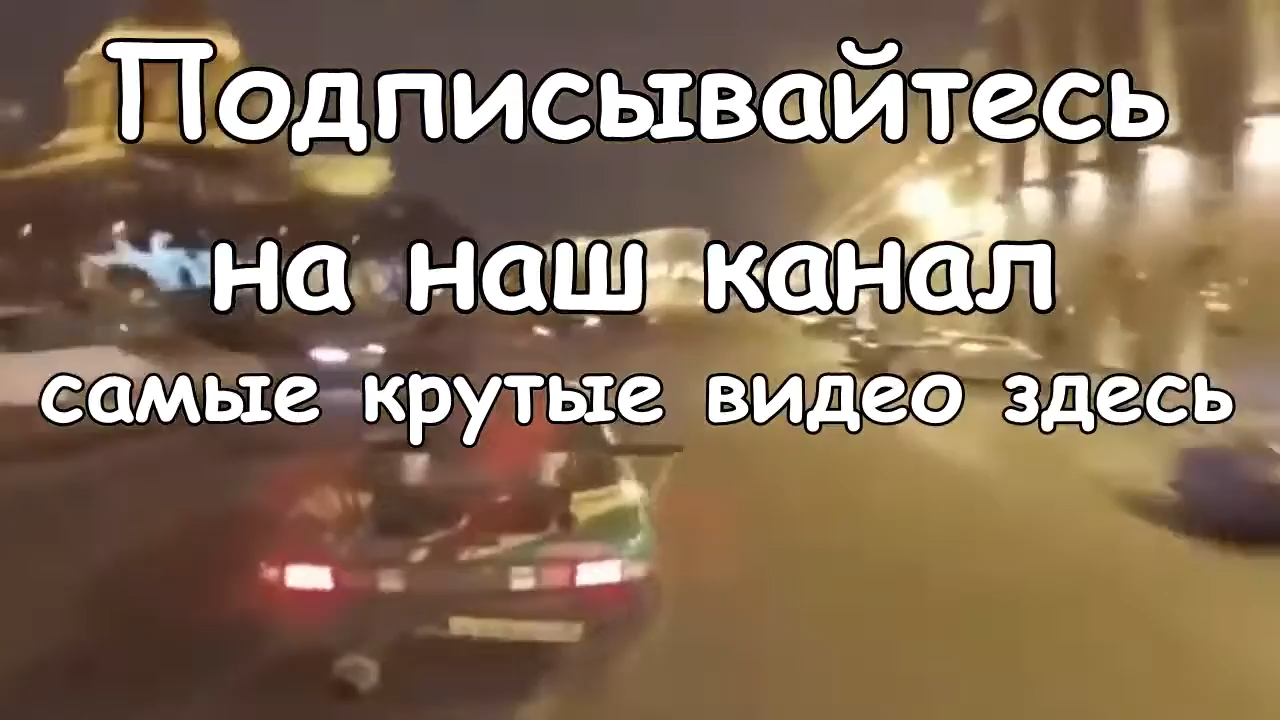 Подписывайтесь
на наш канал
самые крутые видео здесь